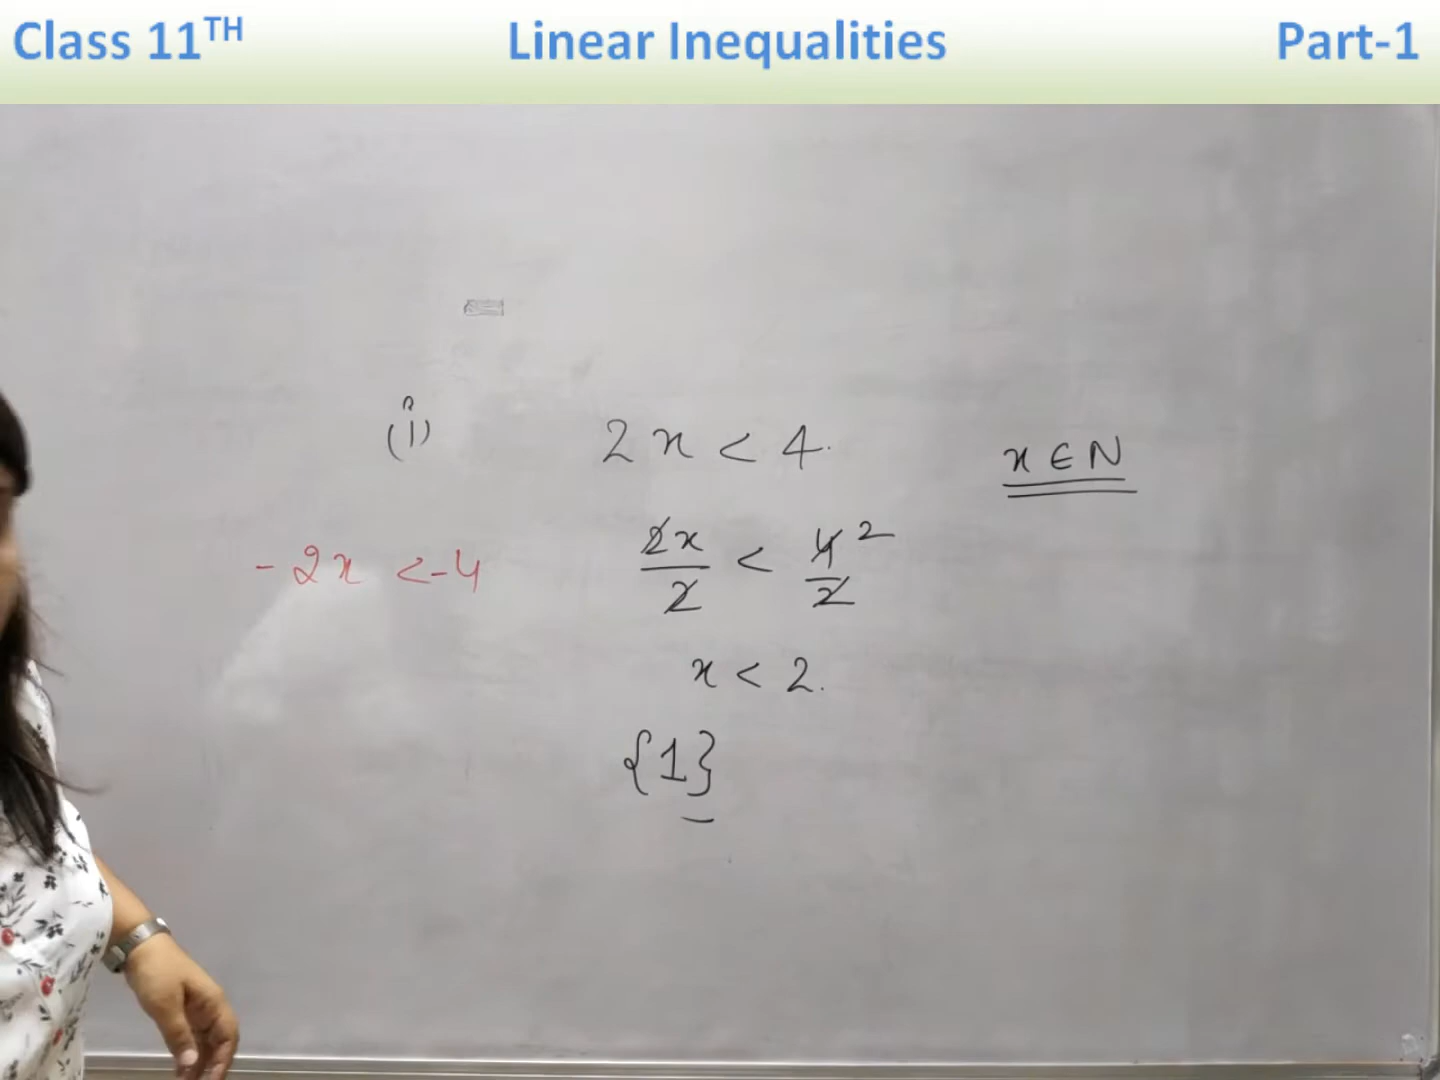 Class 11TH Linear Inequalities Part-1
(i) 2x < 4. x ∈ N
-2x < -4
2x/2 < 4/2 2
x < 2.
{1}